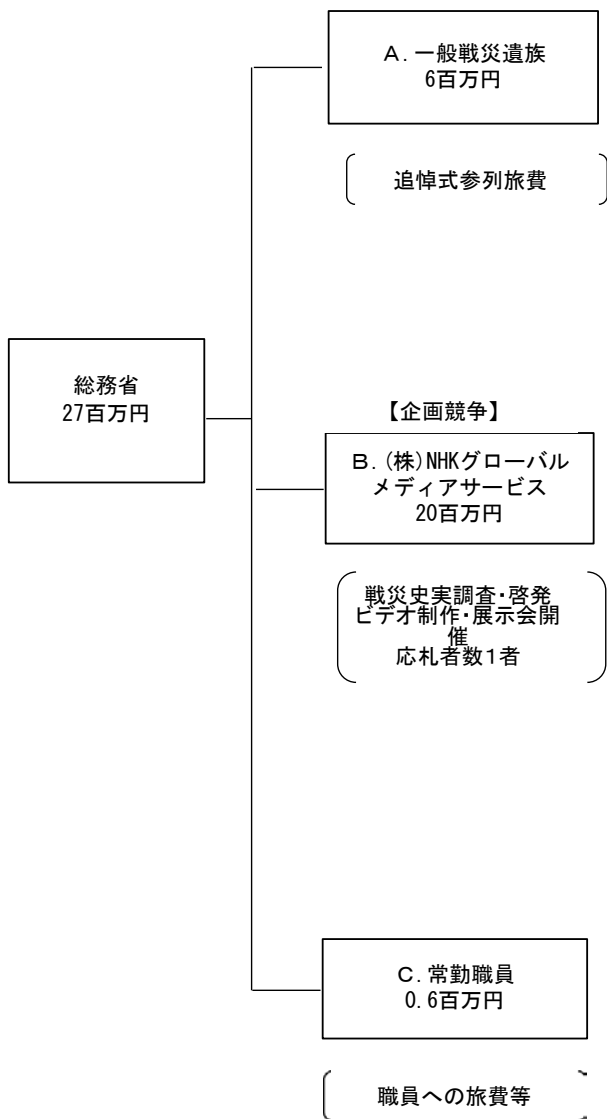 A.一般戦災遺族
6百万円
追悼式参列旅費
総務省
27百万円
【企画競争】
B.(株)NHKグローバル
メディアサービス
20百万円
戦災史実調査・啓発
ビデオ制作・展示会開
催
応札者数1者
C.常勤職員
0.6百万円
職員への旅費等